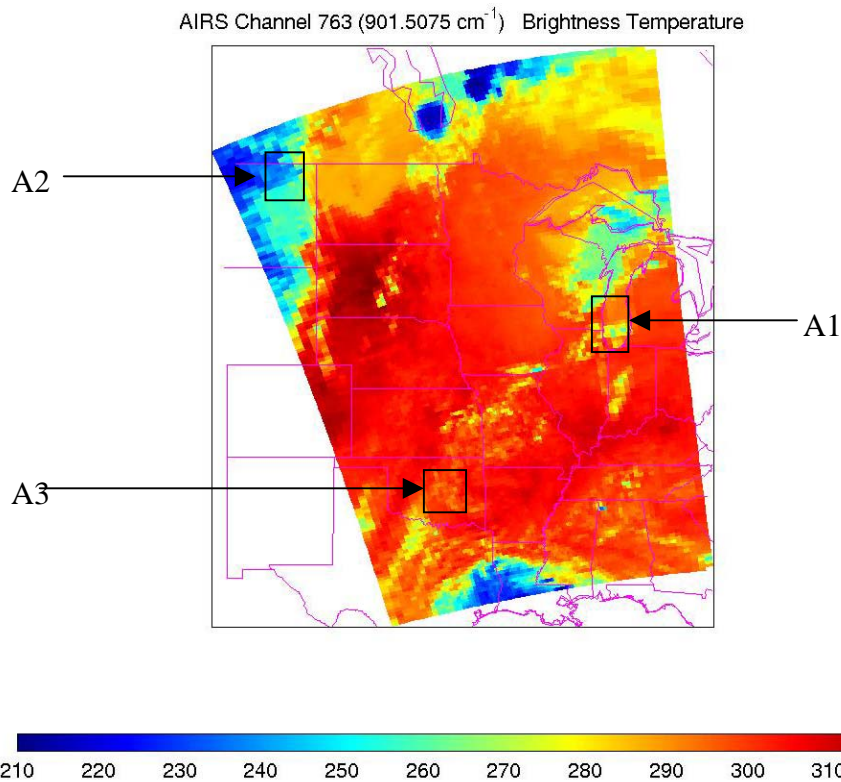 AIRS Channel 763 (901.5075 cm⁻¹) Brightness Temperature
A2
A1
A3
210 220 230 240 250 260 270 280 290 300 310